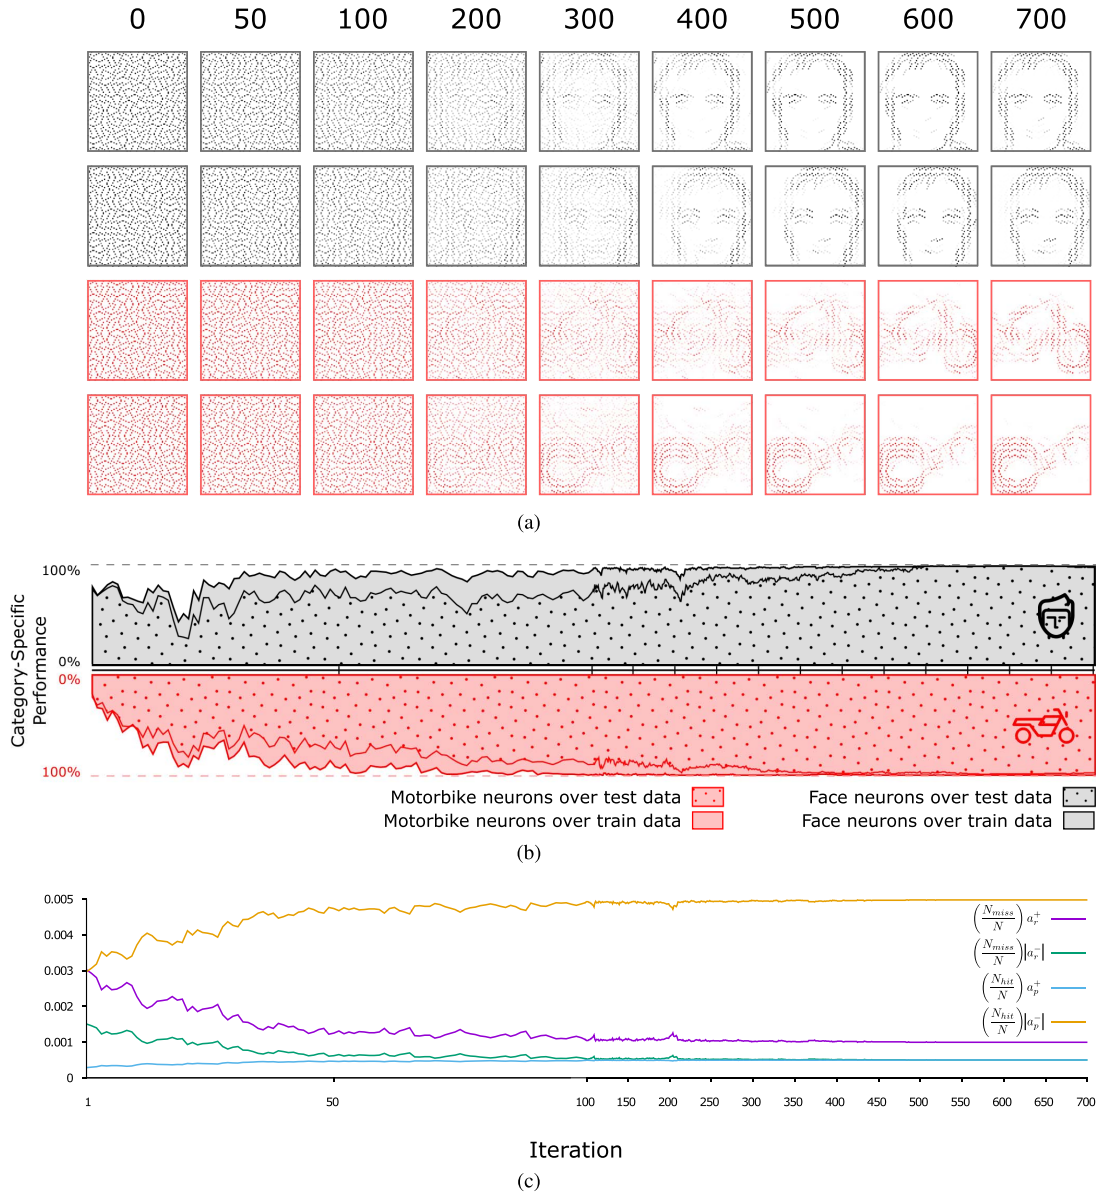 0 50 100 200 300 400 500 600 700
(a)
Category-Specific
Performance
100%
0%
0%
100%
Motorbike neurons over test data
Motorbike neurons over train data
Face neurons over test data
Face neurons over train data
(b)
0.005
0.004
0.003
0.002
0.001
0
(N_miss/N) a_r^+
(N_miss/N)|a_r^-|
(N_hit/N) a_p^+
(N_hit/N)|a_p^-|
1 50 100 150 200 250 300 350 400 450 500 550 600 650 700
Iteration
(c)